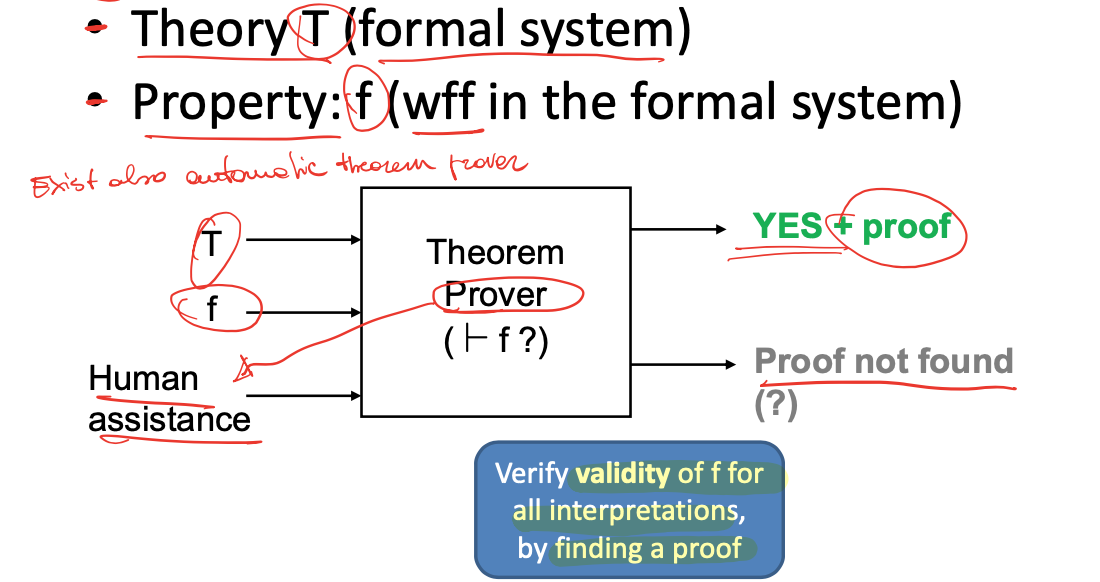 • Theory T (formal system)
• Property: f (wff in the formal system)
Exist also automatic theorem prover
T
f
Human
assistance
Theorem
Prover
( ⊢ f ?)
YES + proof
Proof not found
(?)
Verify validity of f for
all interpretations,
by finding a proof